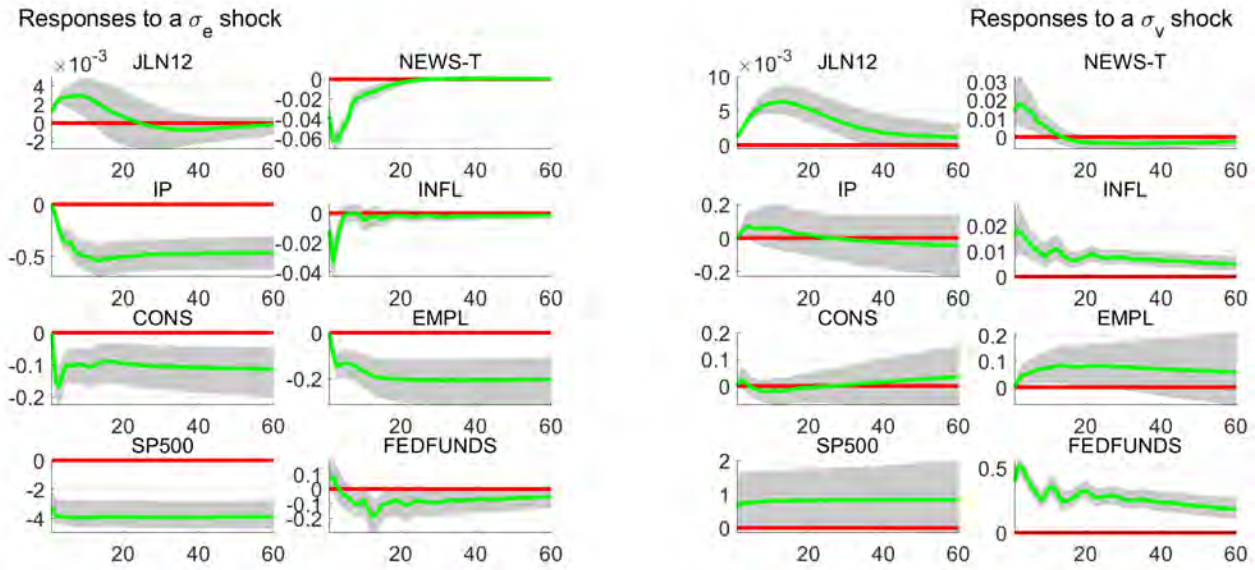 Responses to a σe shock
×10-3
JLN12
4
2
0
-2
20 40 60
NEWS-T
0
-0.02
-0.04
-0.06
20 40 60
IP
0
-0.5
20 40 60
INFL
0
-0.02
-0.04
20 40 60
CONS
0
-0.1
-0.2
20 40 60
EMPL
0
-0.2
20 40 60
SP500
0
-2
-4
20 40 60
FEDFUNDS
0.1
0
-0.1
-0.2
20 40 60
Responses to a σv shock
×10-3
JLN12
10
5
0
20 40 60
NEWS-T
0.03
0.02
0.01
0
20 40 60
IP
0.2
0
-0.2
20 40 60
INFL
0.02
0.01
0
20 40 60
CONS
0.2
0.1
0
20 40 60
EMPL
0.2
0.1
0
20 40 60
SP500
2
1
0
20 40 60
FEDFUNDS
0.5
0
20 40 60